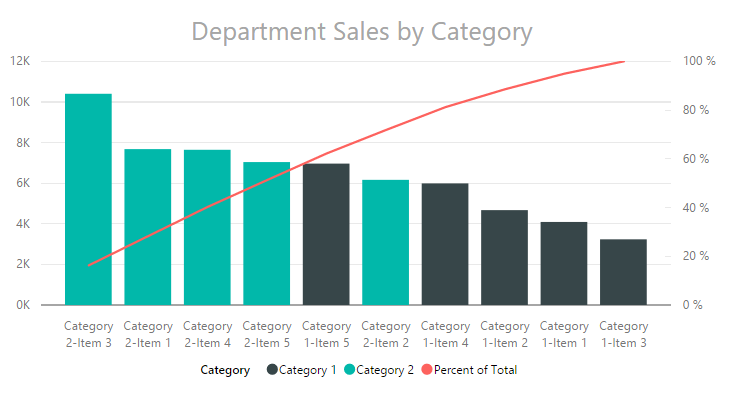 Department Sales by Category
12K
10K
8K
6K
4K
2K
0K
100 %
80 %
60 %
40 %
20 %
0 %
Category 2-Item 3
Category 2-Item 1
Category 2-Item 4
Category 2-Item 5
Category 1-Item 5
Category 2-Item 2
Category 1-Item 4
Category 1-Item 2
Category 1-Item 1
Category 1-Item 3
Category Category 1 Category 2 Percent of Total